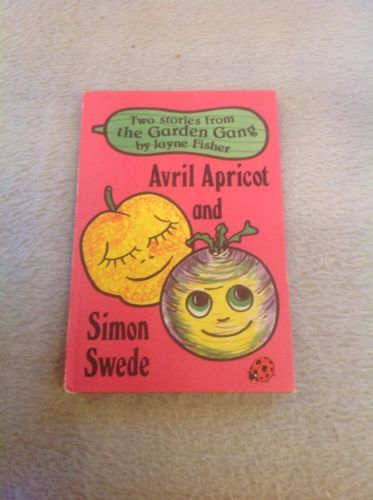 Two stories from
the Garden Gang
by Jayne Fisher
Avril Apricot
and
Simon
Swede